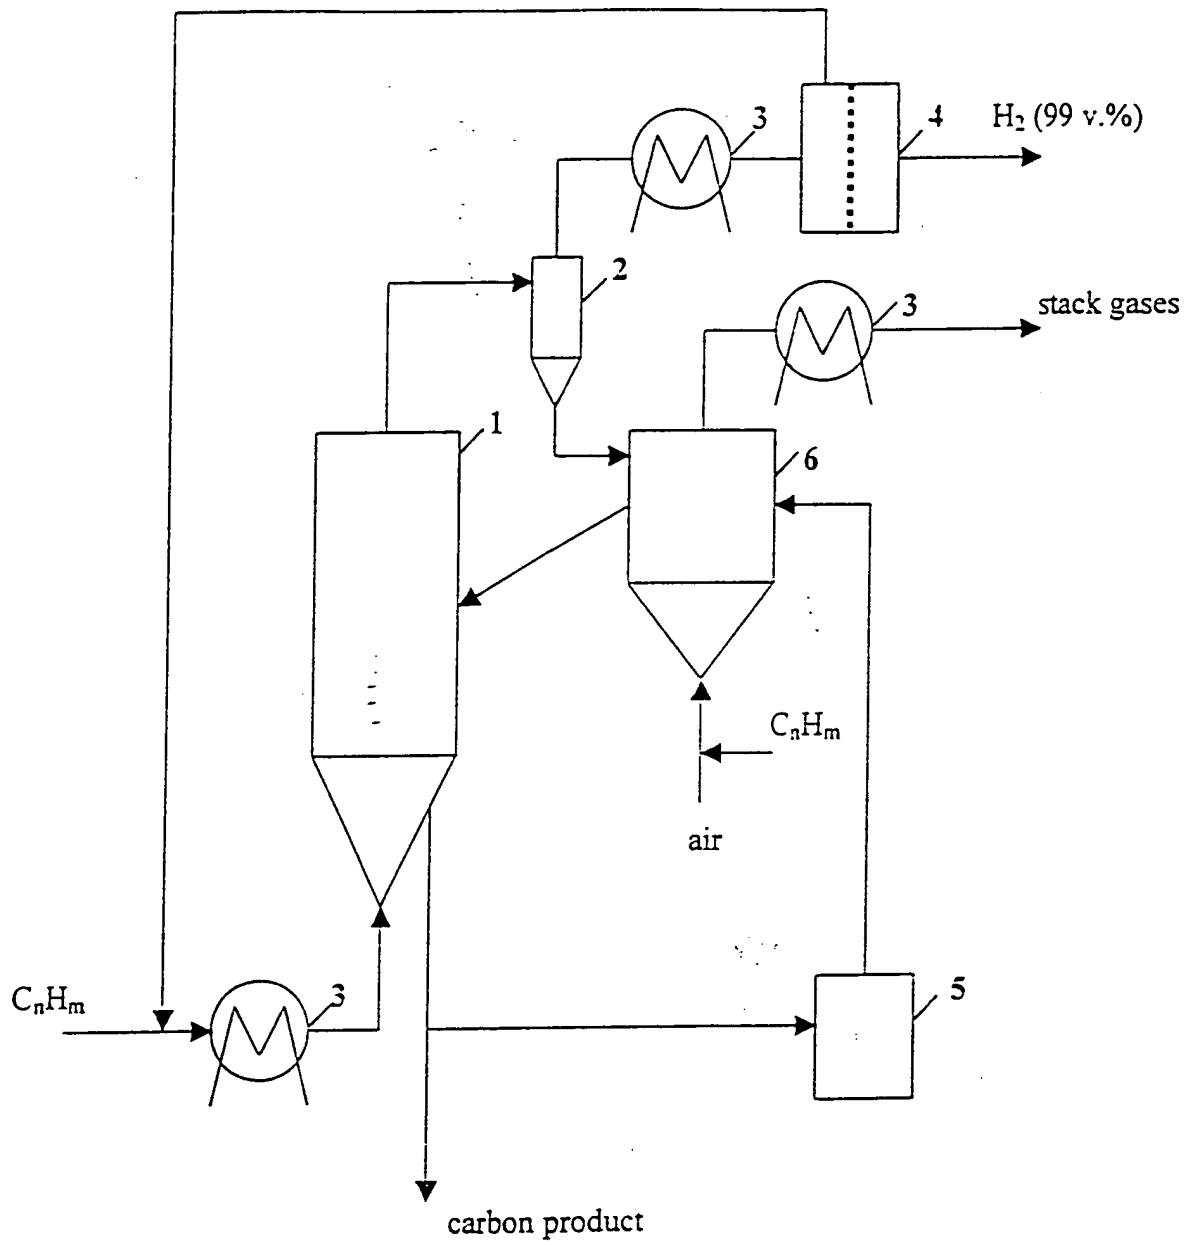 3
4
H₂ (99 v.%)
2
3
stack gases
1
6
CₙHₘ
air
CₙHₘ
3
5
carbon product